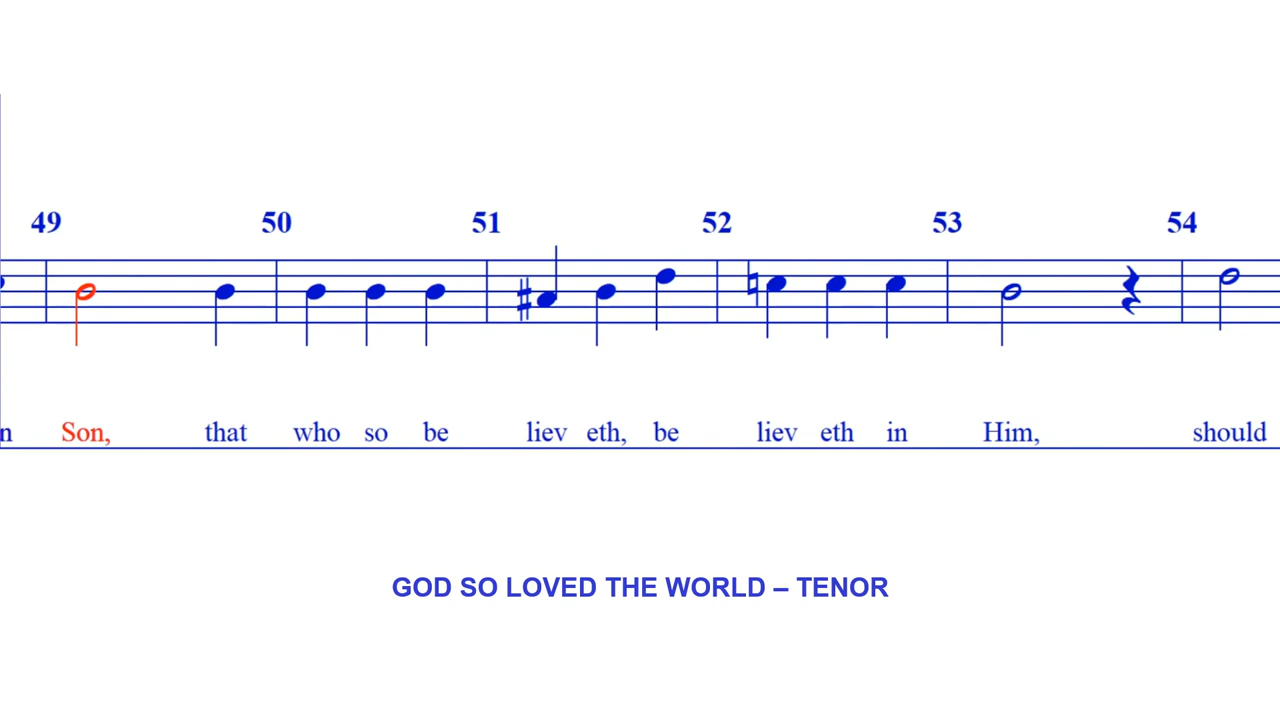 49 50 51 52 53 54
n Son, that who so be liev eth, be liev eth in Him, should
GOD SO LOVED THE WORLD – TENOR